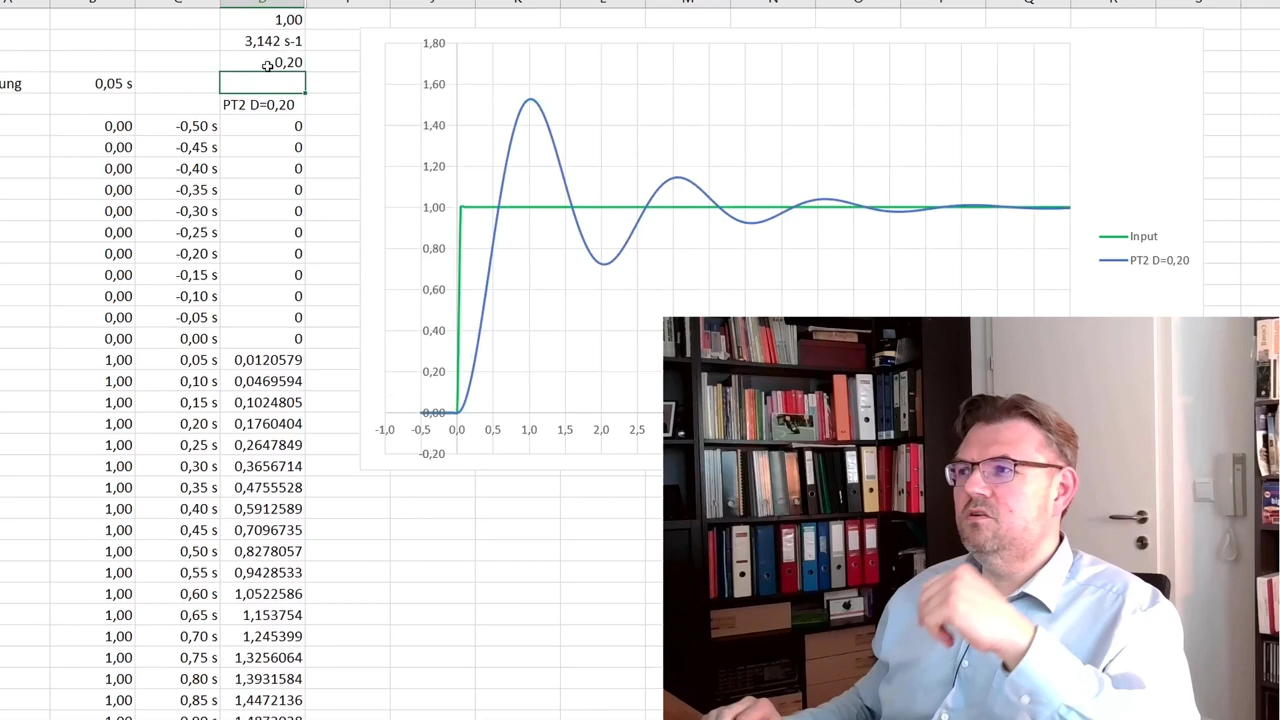 1,00
3,142 s-1
0,20
ung 0,05 s
PT2 D=0,20
0,00 -0,50 s 0
0,00 -0,45 s 0
0,00 -0,40 s 0
0,00 -0,35 s 0
0,00 -0,30 s 0
0,00 -0,25 s 0
0,00 -0,20 s 0
0,00 -0,15 s 0
0,00 -0,10 s 0
0,00 -0,05 s 0
0,00 0,00 s 0
1,00 0,05 s 0,0120579
1,00 0,10 s 0,0469594
1,00 0,15 s 0,1024805
1,00 0,20 s 0,1760404
1,00 0,25 s 0,2647849
1,00 0,30 s 0,3656714
1,00 0,35 s 0,4755528
1,00 0,40 s 0,5912589
1,00 0,45 s 0,7096735
1,00 0,50 s 0,8278057
1,00 0,55 s 0,9428533
1,00 0,60 s 1,0522586
1,00 0,65 s 1,153754
1,00 0,70 s 1,245399
1,00 0,75 s 1,3256064
1,00 0,80 s 1,3931584
1,00 0,85 s 1,4472136
1,80
1,60
1,40
1,20
1,00
0,80
0,60
0,40
0,20
0,00
-0,20
-1,0 -0,5 0,0 0,5 1,0 1,5 2,0 2,5
Input
PT2 D=0,20